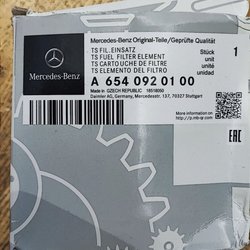 Mercedes-Benz Original-Teile/Geprüfte Qualität
Mercedes-Benz
TS FIL.EINSATZ
TS FUEL FILTER ELEMENT
TS CARTOUCHE DE FILTRE
TS ELEMENTO DEL FILTRO
Stück
unit
unité
unidad
1
A 654 092 01 00
Made in CZECH REPUBLIC 18518050
Daimler AG, Germany, Mercedesstr. 137, 70327 Stuttgart